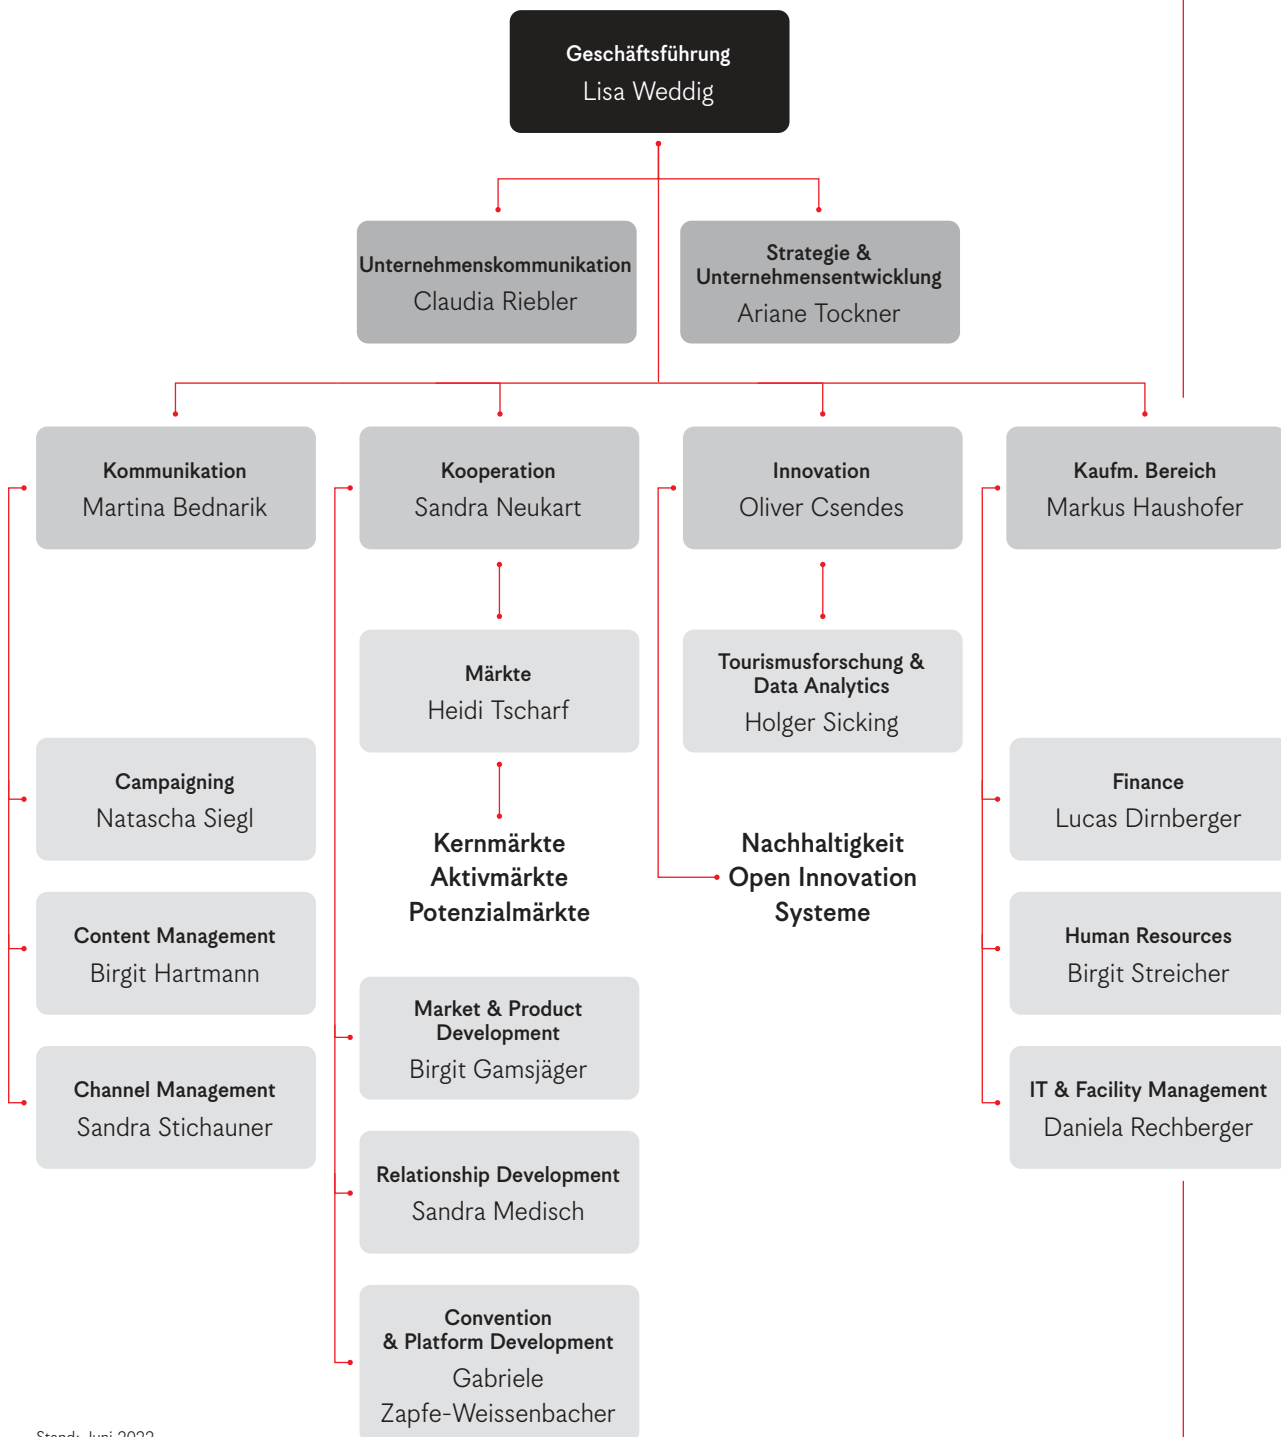 Geschäftsführung
Lisa Weddig
Unternehmenskommunikation
Claudia Riebler
Strategie &
Unternehmensentwicklung
Ariane Tockner
Kommunikation
Martina Bednarik
Kooperation
Sandra Neukart
Innovation
Oliver Csendes
Kaufm. Bereich
Markus Haushofer
Märkte
Heidi Tscharf
Tourismusforschung &
Data Analytics
Holger Sicking
Campaigning
Natascha Siegl
Kernmärkte
Aktivmärkte
Potenzialmärkte
Nachhaltigkeit
Open Innovation
Systeme
Finance
Lucas Dirnberger
Content Management
Birgit Hartmann
Human Resources
Birgit Streicher
Market & Product
Development
Birgit Gamsjäger
Channel Management
Sandra Stichauner
IT & Facility Management
Daniela Rechberger
Relationship Development
Sandra Medisch
Convention
& Platform Development
Gabriele
Zapfe-Weissenbacher
Stand: Juni 2022